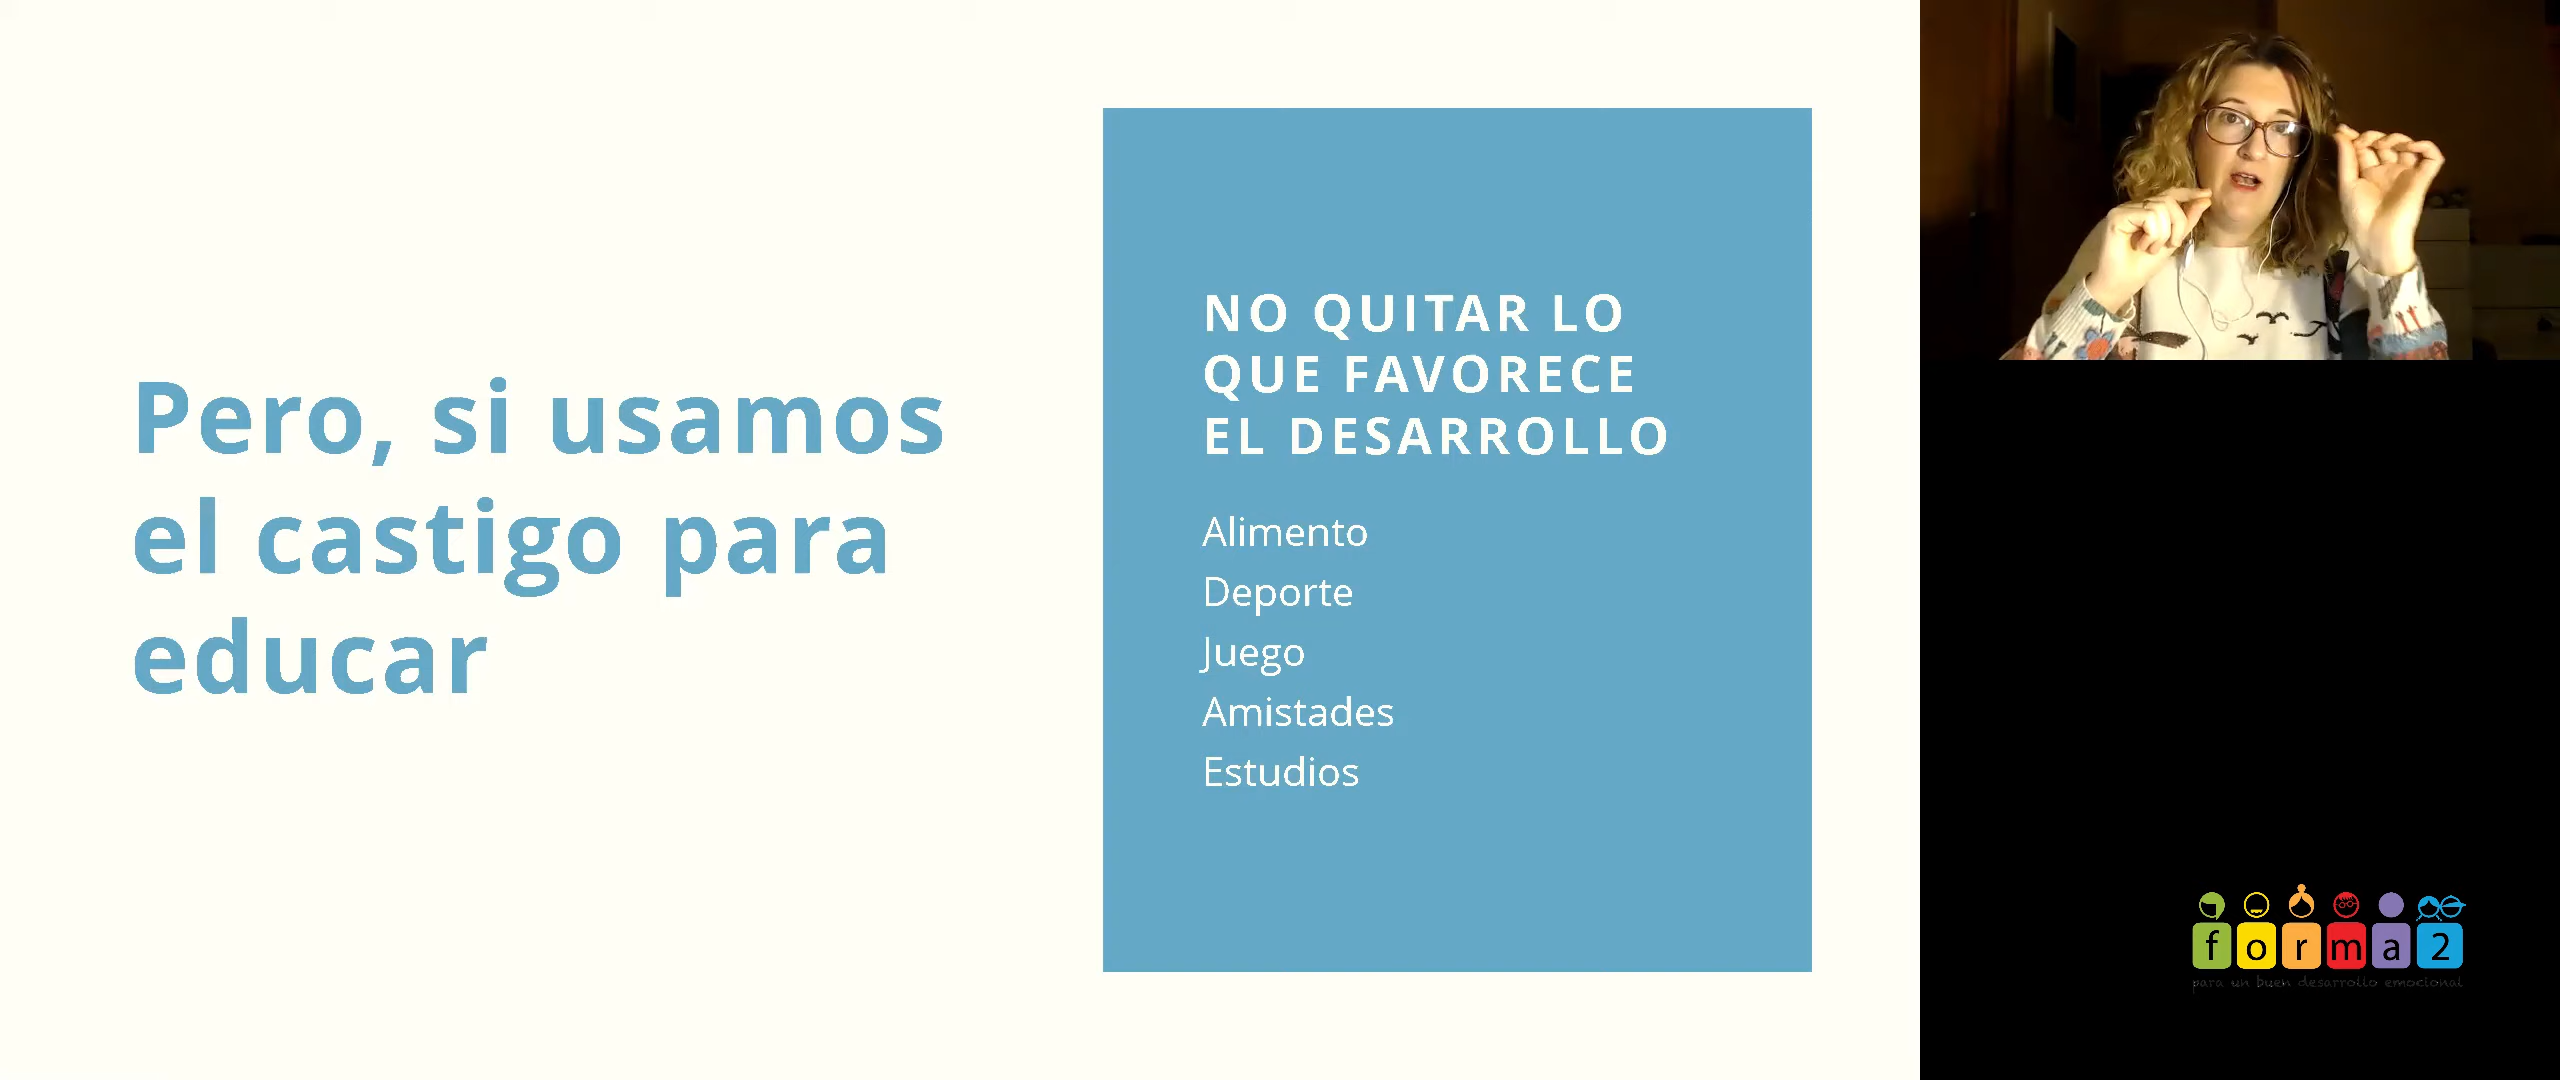 Pero, si usamos
el castigo para
educar
NO QUITAR LO
QUE FAVORECE
EL DESARROLLO
Alimento
Deporte
Juego
Amistades
Estudios
forma2
para un buen desarrollo emocional